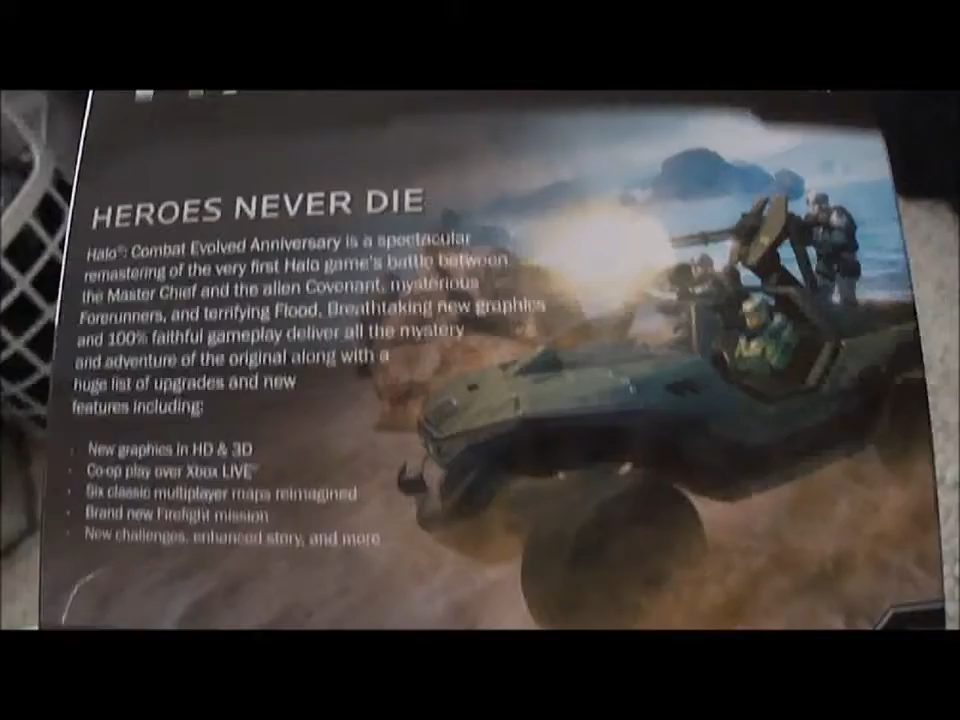 HEROES NEVER DIE
Halo®: Combat Evolved Anniversary is a spectacular
remastering of the very first Halo game's battle between
the Master Chief and the alien Covenant, mysterious
Forerunners, and terrifying Flood. Breathtaking new graphics
and 100% faithful gameplay deliver all the mystery
and adventure of the original along with a
huge list of upgrades and new
features including:
· New graphics in HD & 3D
· Co-op play over Xbox LIVE™
· Six classic multiplayer maps reimagined
· Brand new Firefight mission
· New challenges, enhanced story, and more